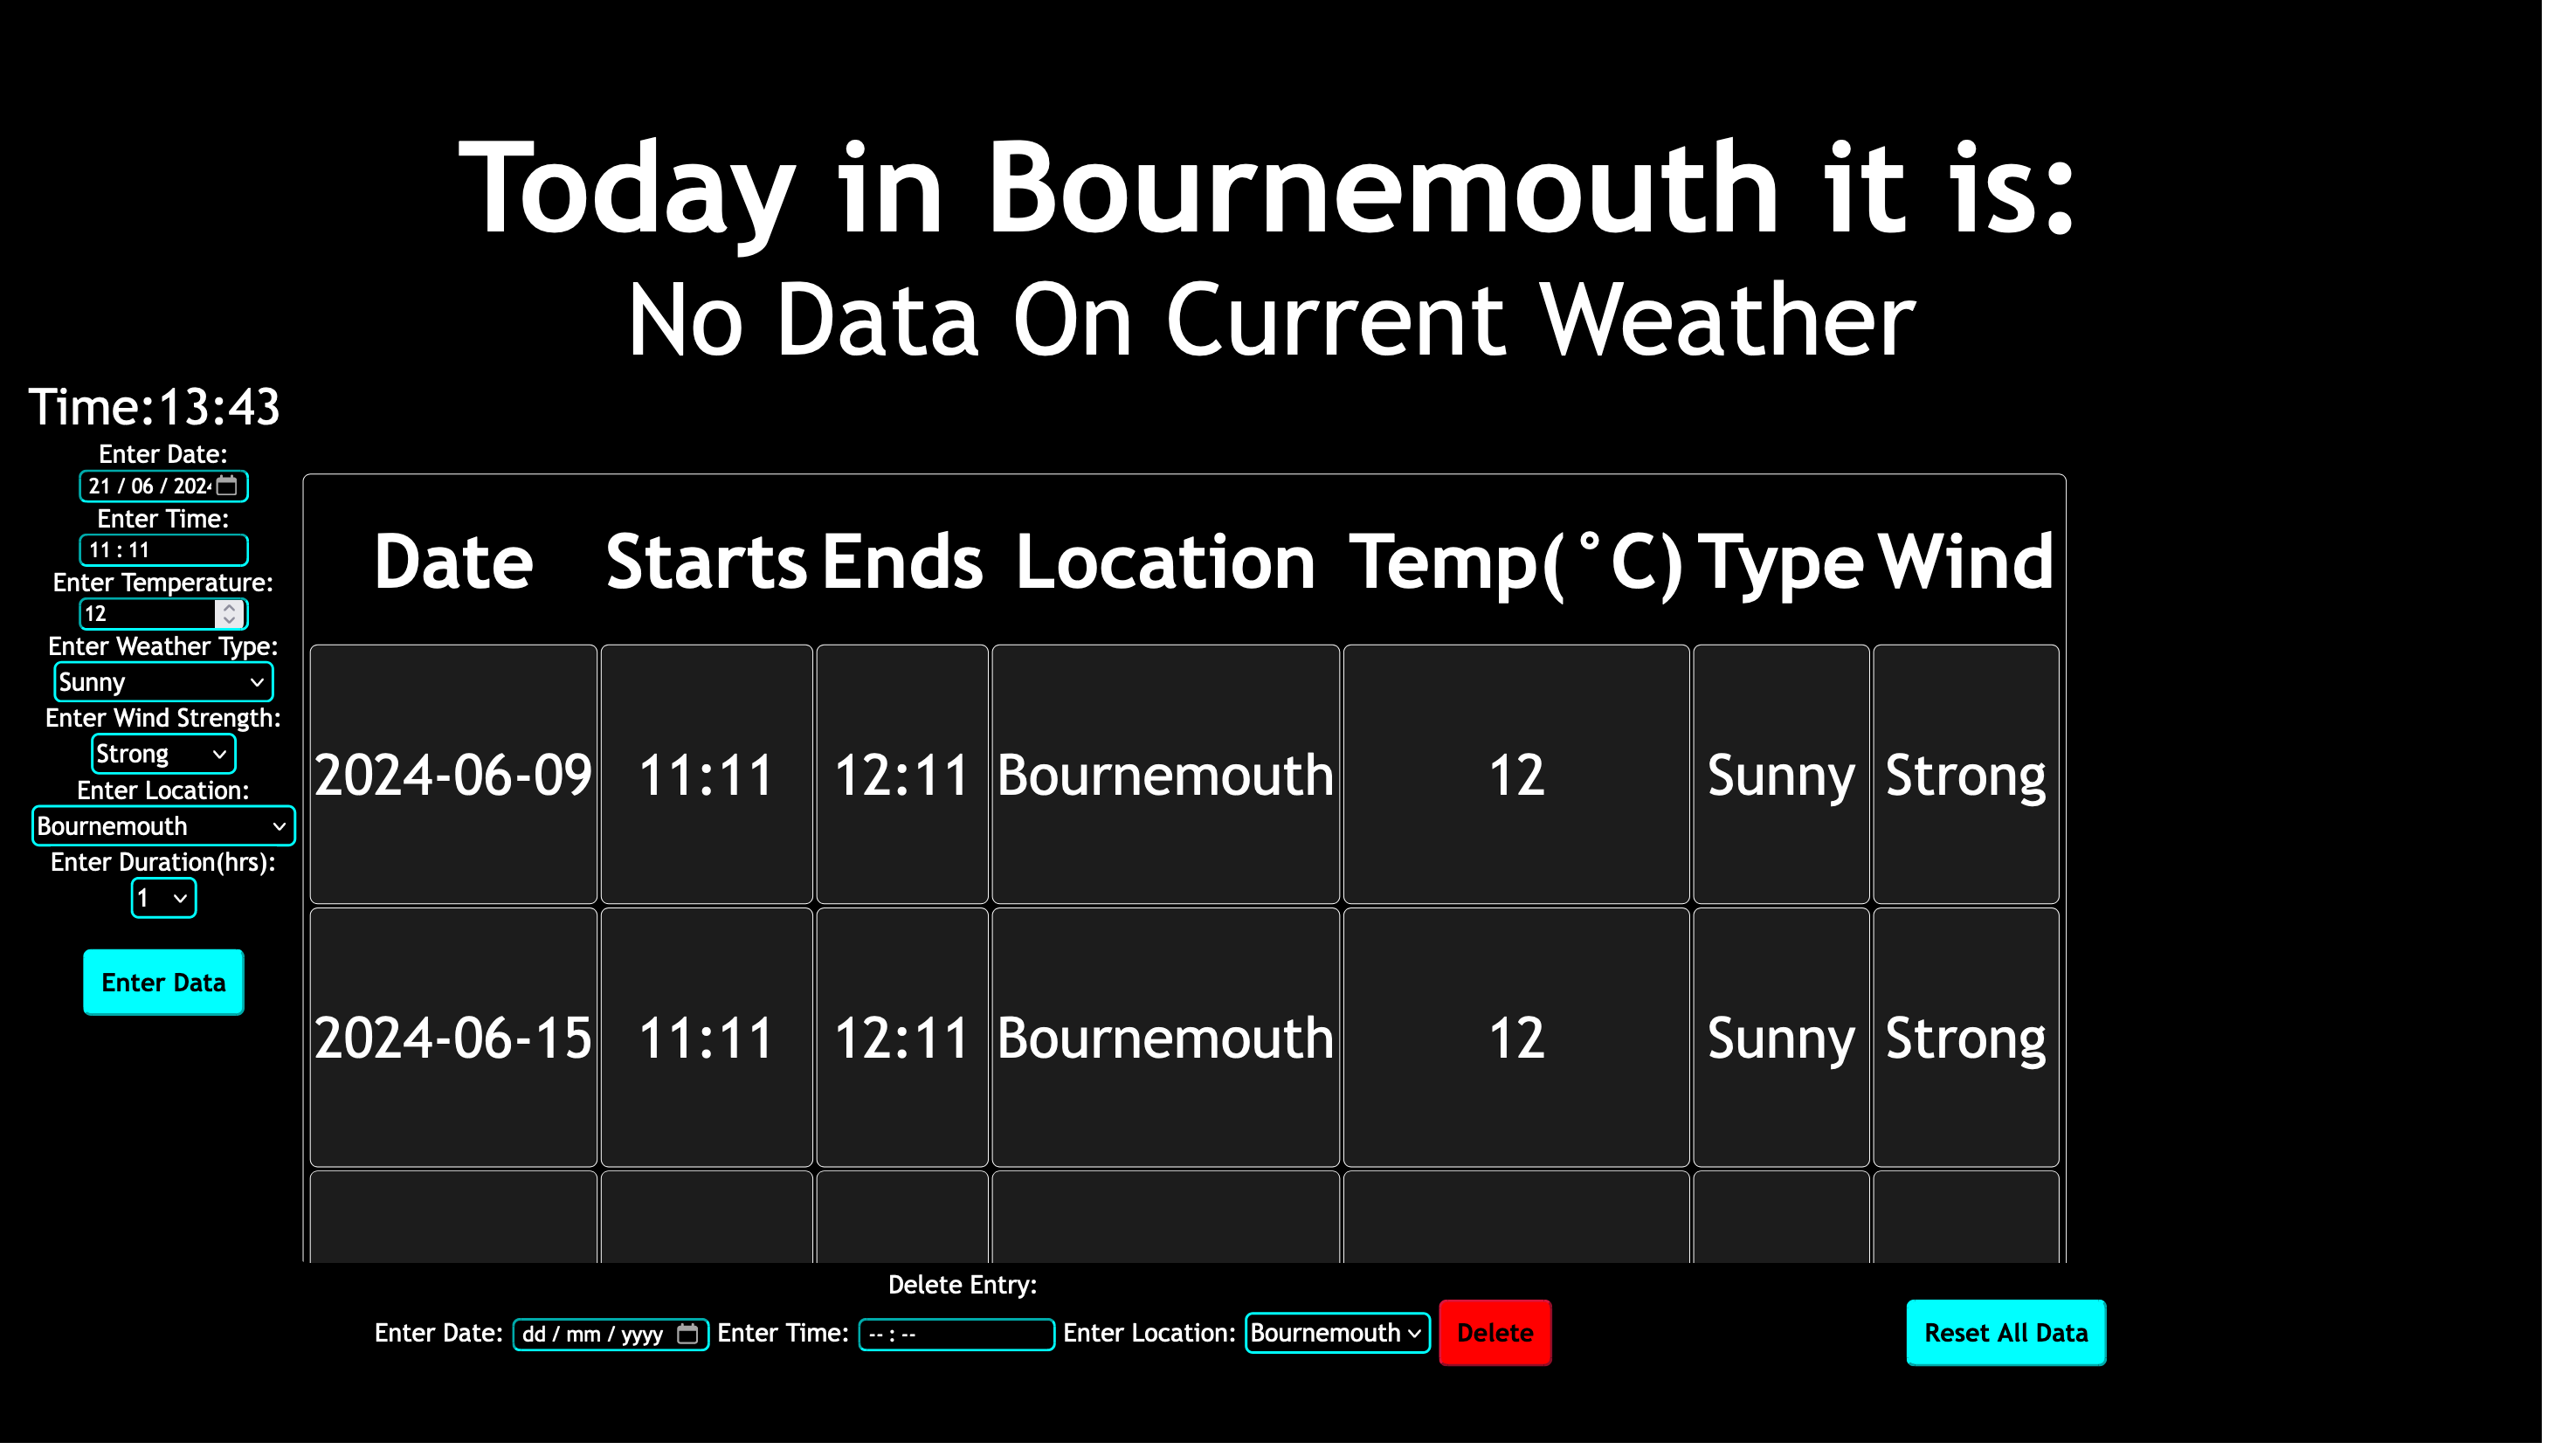 Today in Bournemouth it is:
No Data On Current Weather
Time:13:43
Enter Date:
21 / 06 / 2024
Enter Time:
11 : 11
Enter Temperature:
12
Enter Weather Type:
Sunny
Enter Wind Strength:
Strong
Enter Location:
Bournemouth
Enter Duration(hrs):
1
Enter Data
Date Starts Ends Location Temp(°C) Type Wind
2024-06-09 11:11 12:11 Bournemouth 12 Sunny Strong
2024-06-15 11:11 12:11 Bournemouth 12 Sunny Strong
Delete Entry:
Enter Date: dd / mm / yyyy Enter Time: -- : -- Enter Location: Bournemouth Delete Reset All Data